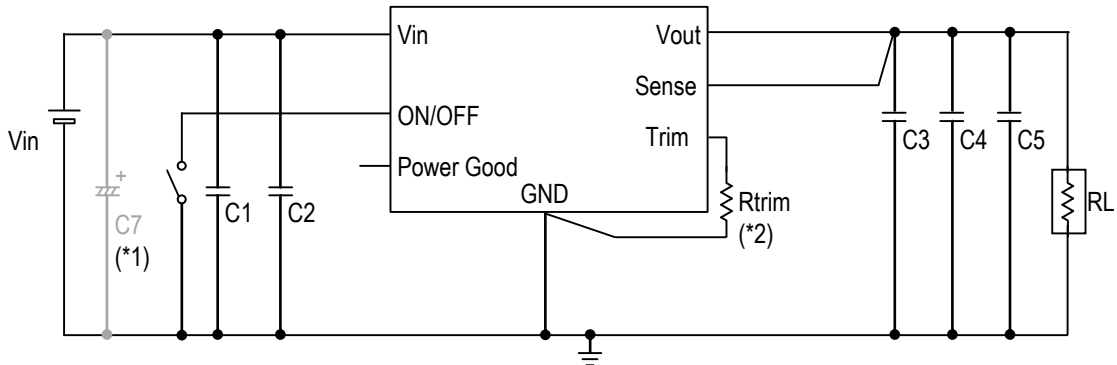 Vin
Vout
Sense
ON/OFF
Vin
Trim
C3
C4
C5
Power Good
+
GND
C7
C1
C2
Rtrim
RL
(*1)
(*2)